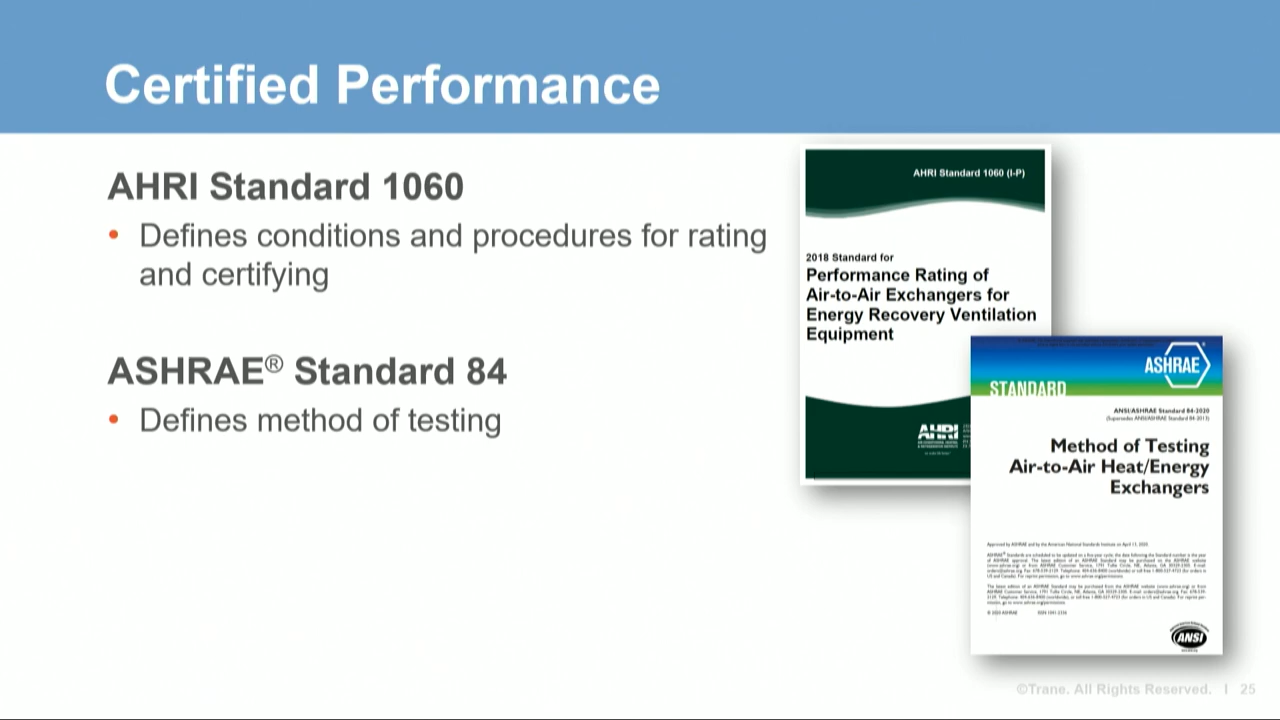 Certified Performance
AHRI Standard 1060
• Defines conditions and procedures for rating
and certifying
ASHRAE® Standard 84
• Defines method of testing
AHRI Standard 1060 (I-P)
2018 Standard for
Performance Rating of
Air-to-Air Exchangers for
Energy Recovery Ventilation
Equipment
AHRI
ASHRAE
STANDARD
ANSI/ASHRAE Standard 84-2020
(Supersedes ANSI/ASHRAE Standard 84-2013)
Method of Testing
Air-to-Air Heat/Energy
Exchangers
Approved by ASHRAE and by the American National Standards Institute on April 17, 2020
© 2020 ASHRAE
ANSI
©Trane. All Rights Reserved. | 25